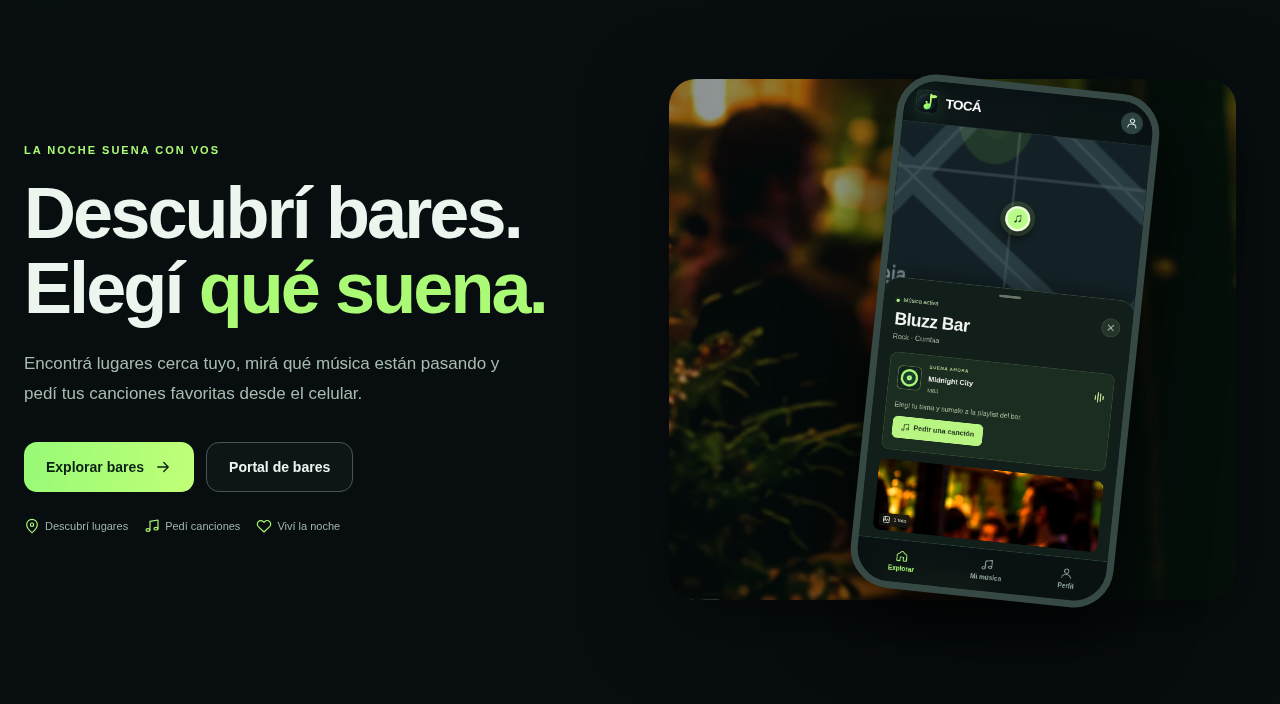 LA NOCHE SUENA CON VOS
Descubrí bares.
Elegí qué suena.
Encontrá lugares cerca tuyo, mirá qué música están pasando y
pedí tus canciones favoritas desde el celular.
Explorar bares
Portal de bares
Descubrí lugares
Pedí canciones
Viví la noche
TOCÁ
eja
Música activa
Bluzz Bar
Rock · Cumbia
SUENA AHORA
Midnight City
M83
Elegí tu tema y sumalo a la playlist del bar.
Pedir una canción
Explorar
Mi música
Perfil